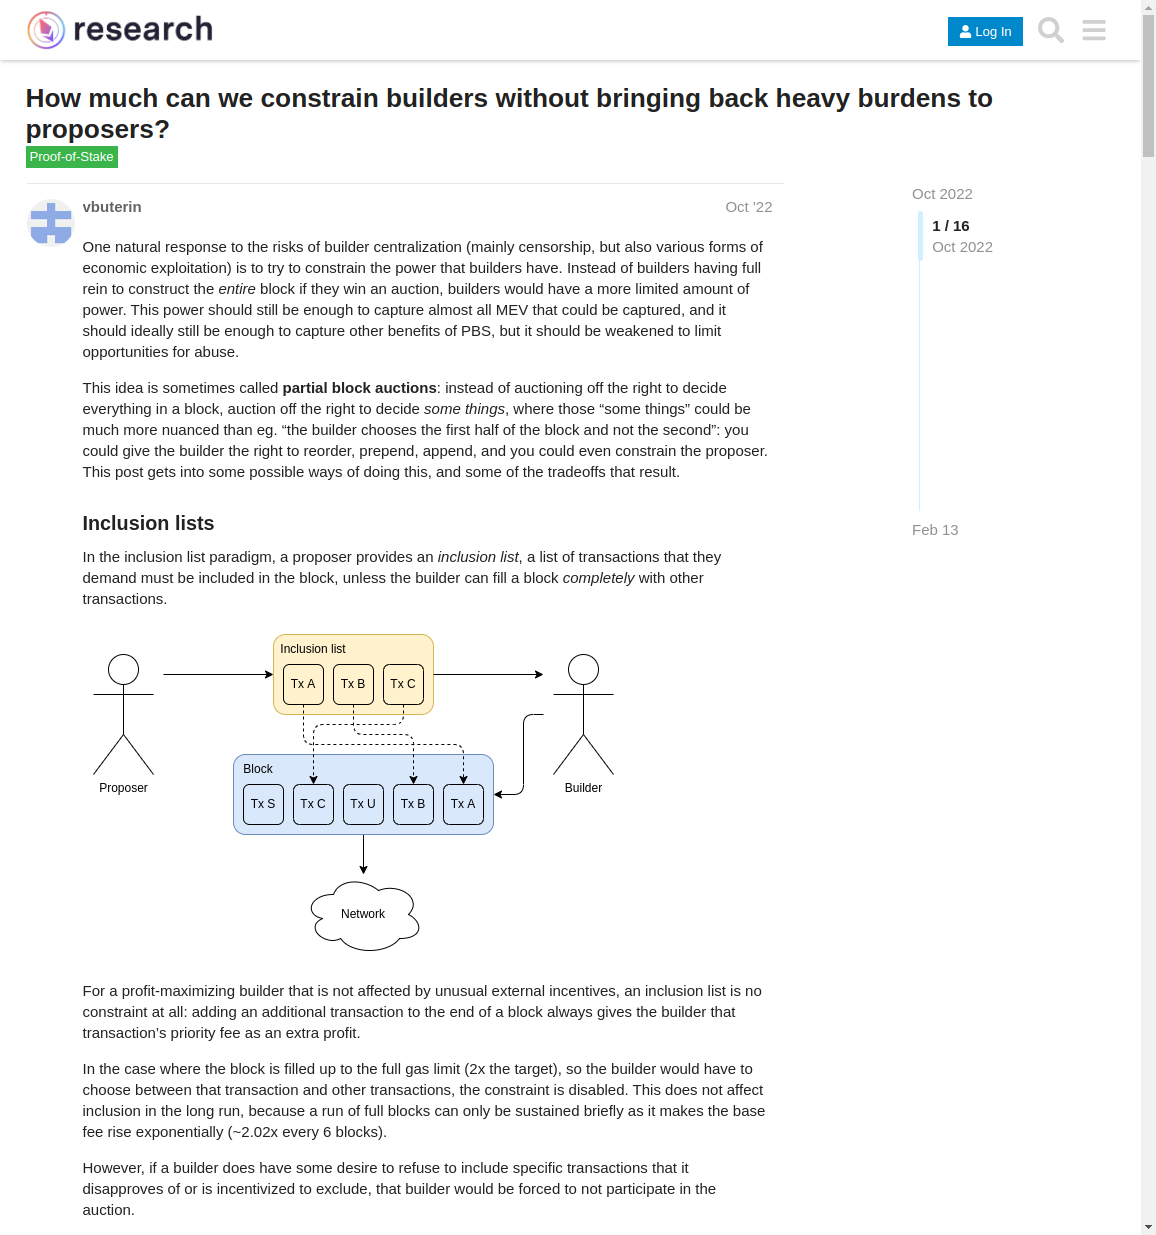 research
Log In
How much can we constrain builders without bringing back heavy burdens to
proposers?
Proof-of-Stake
vbuterin
Oct '22
One natural response to the risks of builder centralization (mainly censorship, but also various forms of
economic exploitation) is to try to constrain the power that builders have. Instead of builders having full
rein to construct the entire block if they win an auction, builders would have a more limited amount of
power. This power should still be enough to capture almost all MEV that could be captured, and it
should ideally still be enough to capture other benefits of PBS, but it should be weakened to limit
opportunities for abuse.
This idea is sometimes called partial block auctions: instead of auctioning off the right to decide
everything in a block, auction off the right to decide some things, where those “some things” could be
much more nuanced than eg. “the builder chooses the first half of the block and not the second”: you
could give the builder the right to reorder, prepend, append, and you could even constrain the proposer.
This post gets into some possible ways of doing this, and some of the tradeoffs that result.
Inclusion lists
In the inclusion list paradigm, a proposer provides an inclusion list, a list of transactions that they
demand must be included in the block, unless the builder can fill a block completely with other
transactions.
Inclusion list
Tx A
Tx B
Tx C
Block
Tx S
Tx C
Tx U
Tx B
Tx A
Proposer
Builder
Network
For a profit-maximizing builder that is not affected by unusual external incentives, an inclusion list is no
constraint at all: adding an additional transaction to the end of a block always gives the builder that
transaction’s priority fee as an extra profit.
In the case where the block is filled up to the full gas limit (2x the target), so the builder would have to
choose between that transaction and other transactions, the constraint is disabled. This does not affect
inclusion in the long run, because a run of full blocks can only be sustained briefly as it makes the base
fee rise exponentially (~2.02x every 6 blocks).
However, if a builder does have some desire to refuse to include specific transactions that it
disapproves of or is incentivized to exclude, that builder would be forced to not participate in the
auction.
Oct 2022
1 / 16
Oct 2022
Feb 13